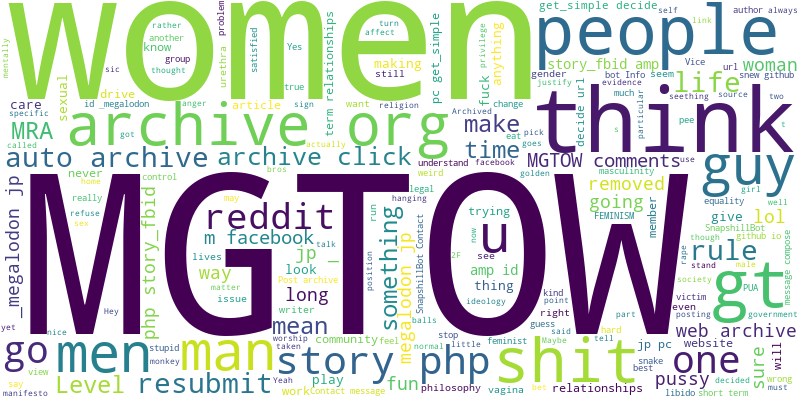 women
people
archive org
think
MGTOW
guy
reddit
men
man
story php
shit
gt
u
one
go
auto archive
archive click
MRA
make
time
life
woman
story_fbid amp
get_simple decide
pc get_simple
MGTOW comments
removed
going
rule
lol
give
sure
web archive
pussy
relationships
fun
play
resubmit
Level
mean
long
way
look
m facebook
jp _
something
megalodon jp
_megalodon jp
php story_fbid
amp id
thing
trying
fuck
anything
making
still
term relationships
know
group
care
drive
sexual
article
want
never
really
refuse
sex
lives
matter
issue
writer
taken
community
feel
Yeah
work
Contact message
stupid
monkey
nice
say
manifesto
view
yet
Hey
control
bros
called
got
specific
mentally
id _megalodon
anger
religion
true
sign
urethra
thought
another
rather
satisfied
Yes
problem
turn
affect
self
link
author
always
Vice
url
snew github
bot Info
seem
gender
justify
evidence
much
source
two
particular
seething
decide url
privilege
change
eat
pick
goes
golden
Archived
understand
facebook
weird
legal
hanging
actually
may
Post archive
talk
run
position
balls
normal
stop
little
feminist
philosophy
vagina
SnapshillBot Contact
see
now
2F
ideology
kind
point
right
guess
said
Maybe
hard
tell
bet
part
member
FEMINISM
masculinity
use
girl
equality
well
SnapshillBot
github io
though
rape
male
stand
PUA
society
victim
even
posting
government
message compose
jp pc
website
will
snake
best
decided
wrong
must
libido
short term
pee